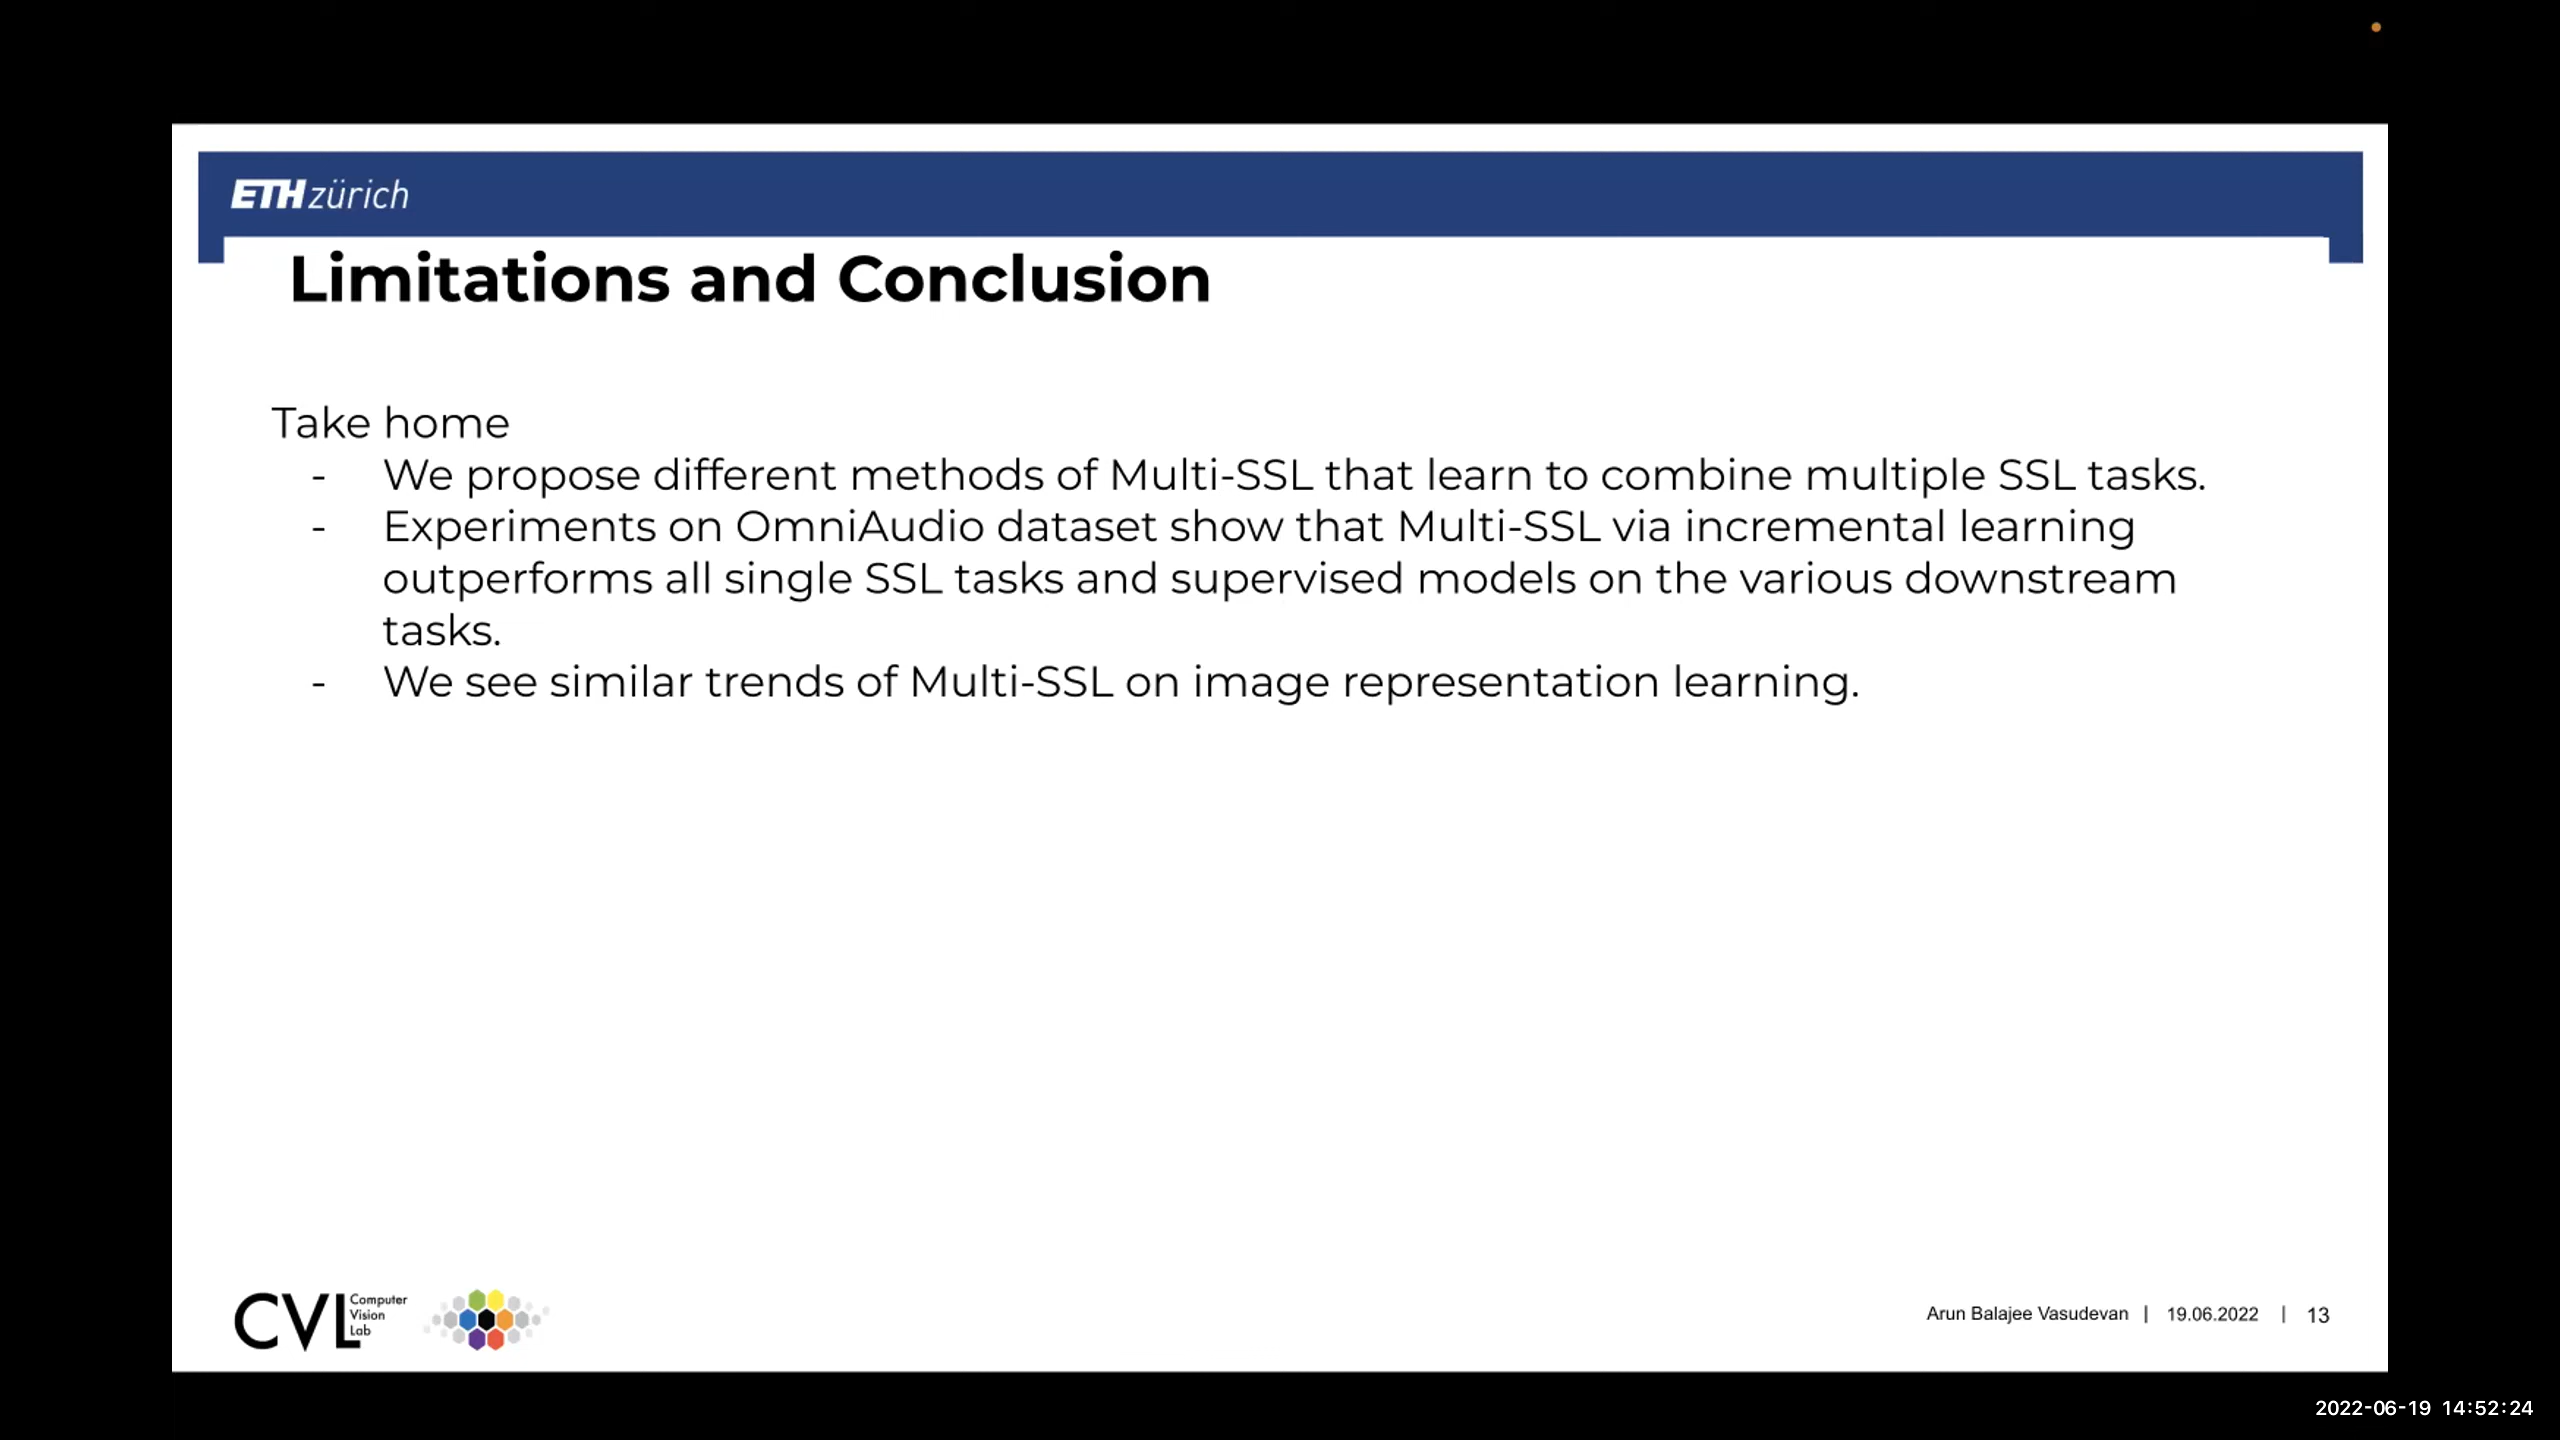 ETH zürich
Limitations and Conclusion
Take home
- We propose different methods of Multi-SSL that learn to combine multiple SSL tasks.
- Experiments on OmniAudio dataset show that Multi-SSL via incremental learning
outperforms all single SSL tasks and supervised models on the various downstream
tasks.
- We see similar trends of Multi-SSL on image representation learning.
CVL Computer
Vision
Lab
Arun Balajee Vasudevan | 19.06.2022 | 13
2022-06-19 14:52:24